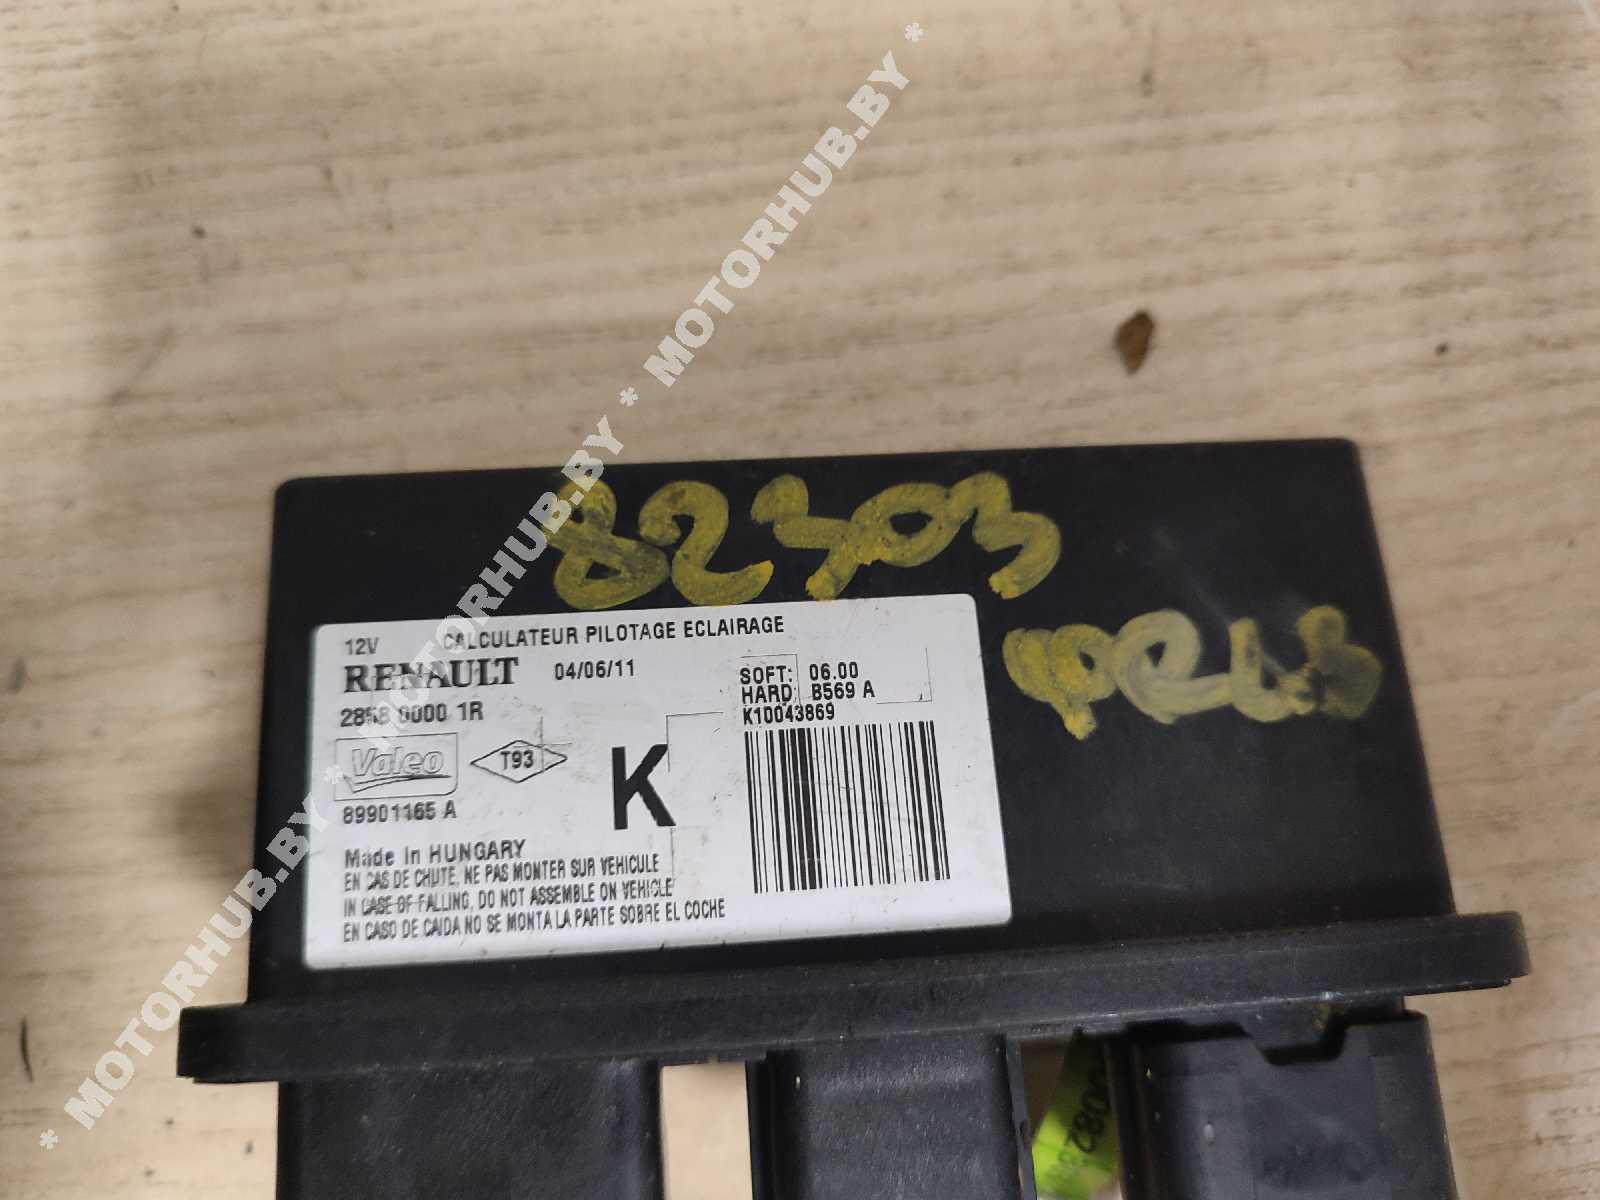 * MOTORHUB.BY * MOTORHUB.BY * MOTORHUB.BY * MOTORHUB.BY *
82303
12V CALCULATEUR PILOTAGE ECLAIRAGE
RENAULT 04/06/11
SOFT: 06.00
HARD: B569 A
2858 0000 1R
K10043869
Valeo T93 K
89901165 A
Made in HUNGARY
EN CAS DE CHUTE, NE PAS MONTER SUR VEHICULE
IN CASE OF FALLING, DO NOT ASSEMBLE ON VEHICLE
EN CASO DE CAIDA NO SE MONTA LA PARTE SOBRE EL COCHE